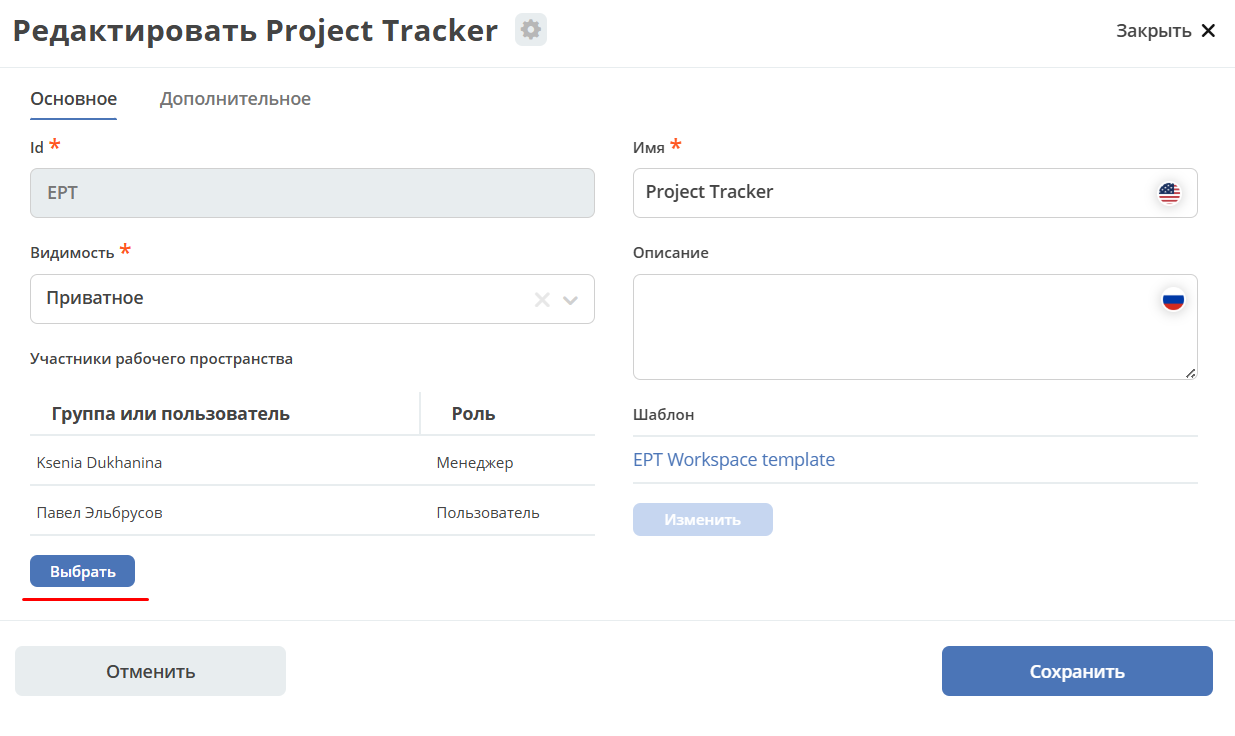 Редактировать Project Tracker
Закрыть
Основное Дополнительное
Id *
EPT
Имя *
Project Tracker
Видимость *
Приватное
Описание
Участники рабочего пространства
Группа или пользователь Роль
Ksenia Dukhanina Менеджер
Павел Эльбрусов Пользователь
Выбрать
Шаблон
EPT Workspace template
Изменить
Отменить Сохранить